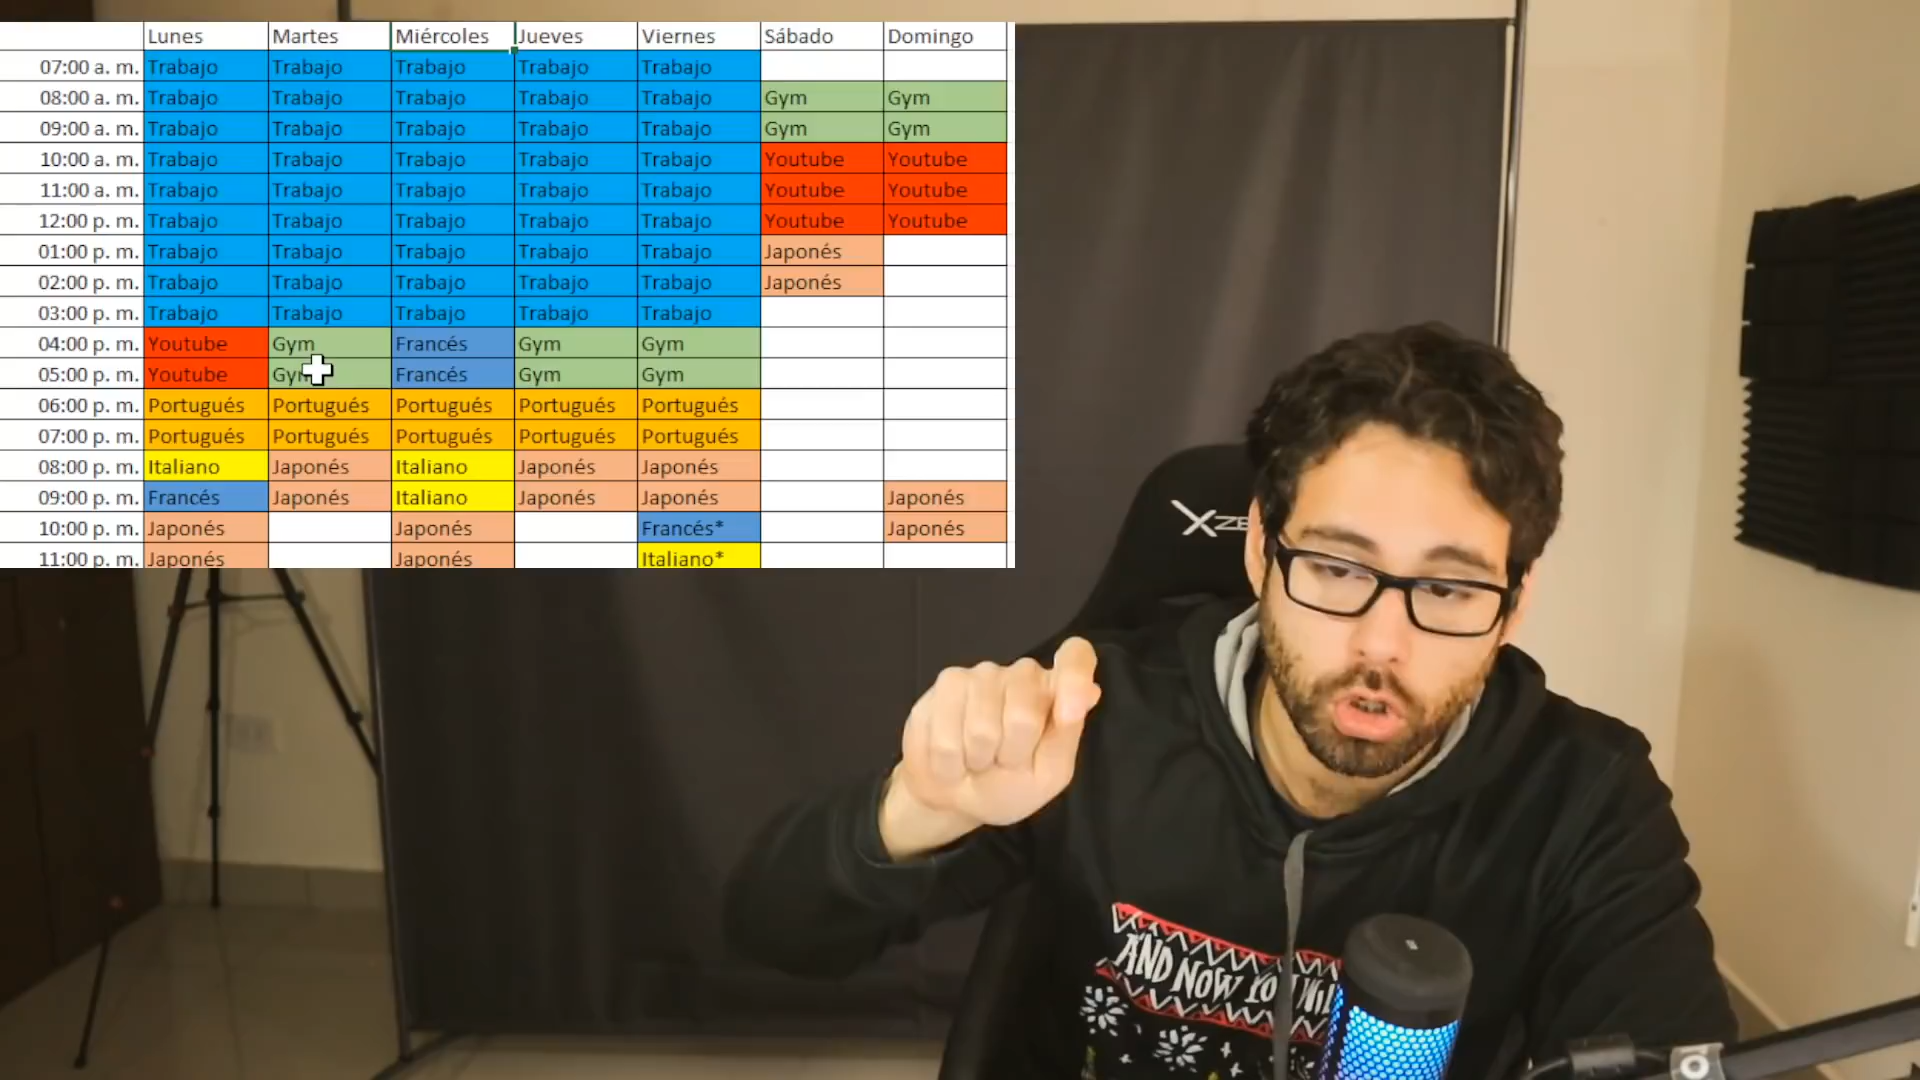 Lunes Martes Miércoles Jueves Viernes Sábado Domingo
07:00 a. m. Trabajo Trabajo Trabajo Trabajo Trabajo
08:00 a. m. Trabajo Trabajo Trabajo Trabajo Trabajo Gym Gym
09:00 a. m. Trabajo Trabajo Trabajo Trabajo Trabajo Gym Gym
10:00 a. m. Trabajo Trabajo Trabajo Trabajo Trabajo Youtube Youtube
11:00 a. m. Trabajo Trabajo Trabajo Trabajo Trabajo Youtube Youtube
12:00 p. m. Trabajo Trabajo Trabajo Trabajo Trabajo Youtube Youtube
01:00 p. m. Trabajo Trabajo Trabajo Trabajo Trabajo Japonés
02:00 p. m. Trabajo Trabajo Trabajo Trabajo Trabajo Japonés
03:00 p. m. Trabajo Trabajo Trabajo Trabajo Trabajo
04:00 p. m. Youtube Gym Francés Gym Gym
05:00 p. m. Youtube Gym Francés Gym Gym
06:00 p. m. Portugués Portugués Portugués Portugués Portugués
07:00 p. m. Portugués Portugués Portugués Portugués Portugués
08:00 p. m. Italiano Japonés Italiano Japonés Japonés
09:00 p. m. Francés Japonés Italiano Japonés Japonés Japonés
10:00 p. m. Japonés Japonés Francés* Japonés
11:00 p. m. Japonés Japonés Italiano*
AND NOW